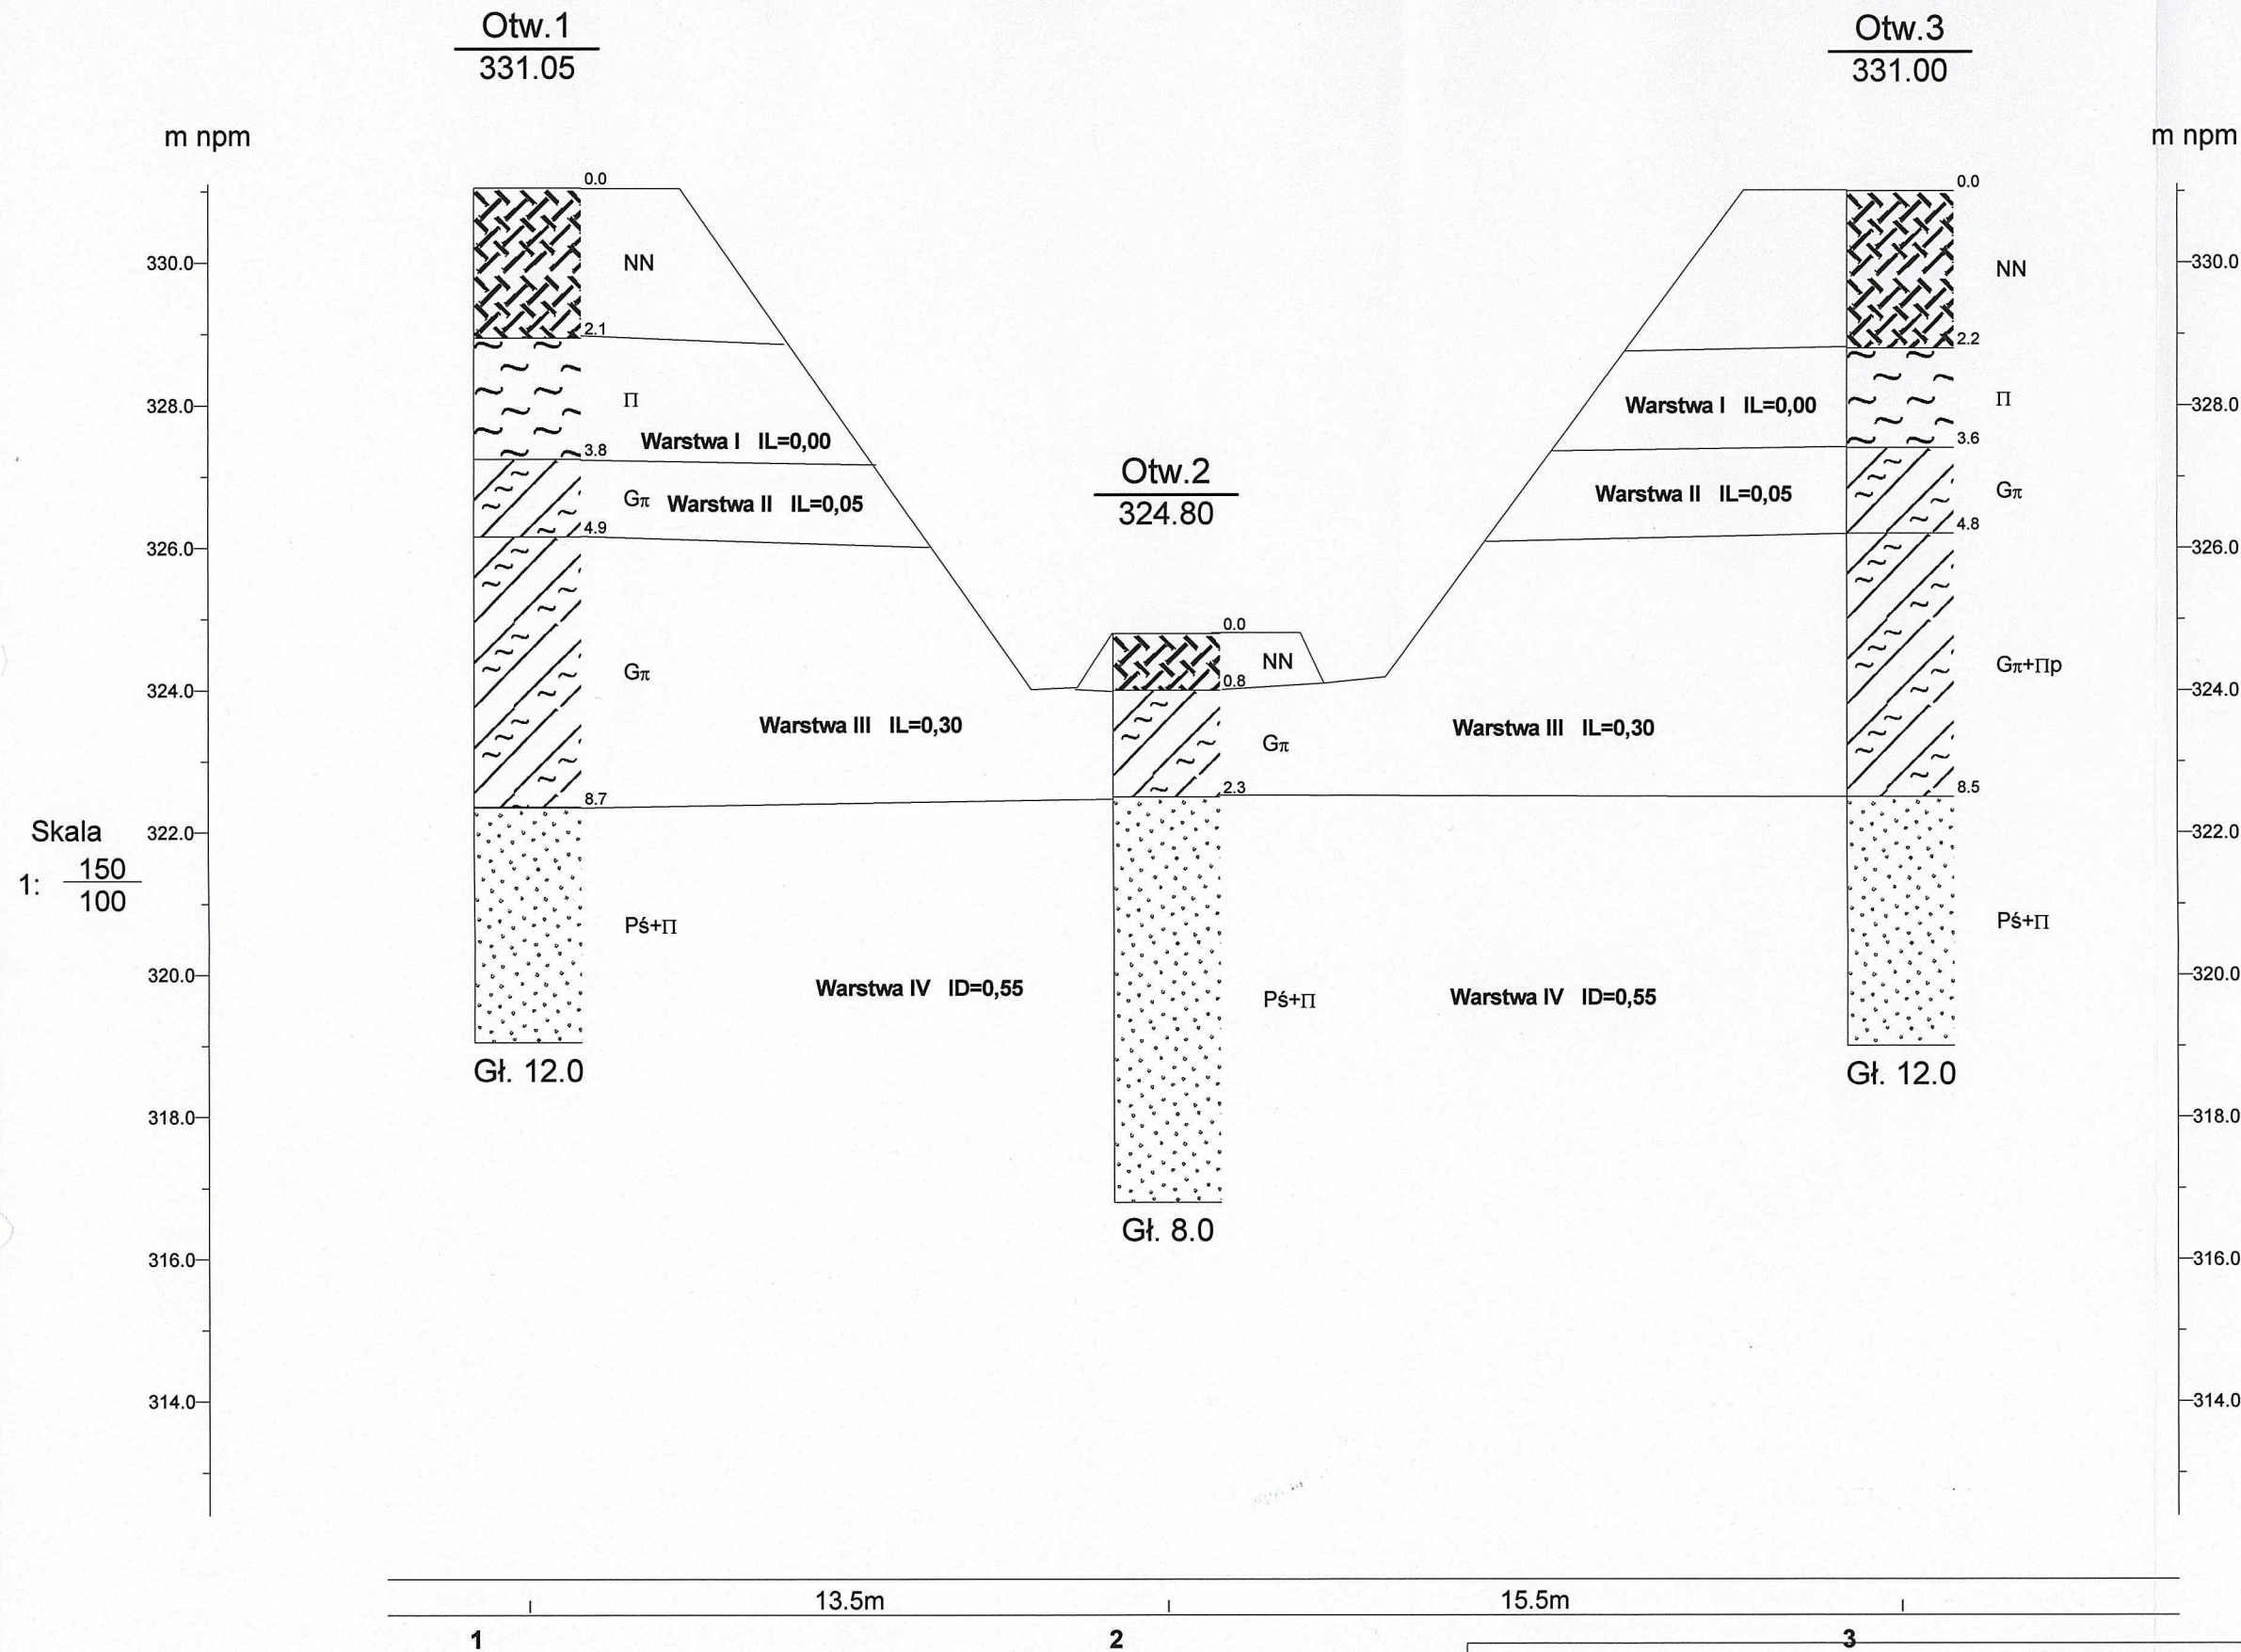 Otw.1
331.05
Otw.3
331.00
m npm
m npm
0.0
0.0
330.0
NN
NN
330.0
2.1
2.2
328.0
Π
Warstwa I IL=0,00
Warstwa I IL=0,00
Π
328.0
3.8
3.6
Otw.2
324.80
Gπ Warstwa II IL=0,05
Warstwa II IL=0,05
Gπ
4.9
4.8
326.0
326.0
0.0
NN
0.8
Gπ
Gπ+Πp
324.0
324.0
Warstwa III IL=0,30
Gπ
Warstwa III IL=0,30
8.7
2.3
8.5
Skala
1: 150
100
322.0
322.0
Pś+Π
Pś+Π
320.0
320.0
Warstwa IV ID=0,55
Pś+Π
Warstwa IV ID=0,55
Gł. 12.0
Gł. 12.0
318.0
318.0
Gł. 8.0
316.0
316.0
314.0
314.0
13.5m
15.5m
1
2
3